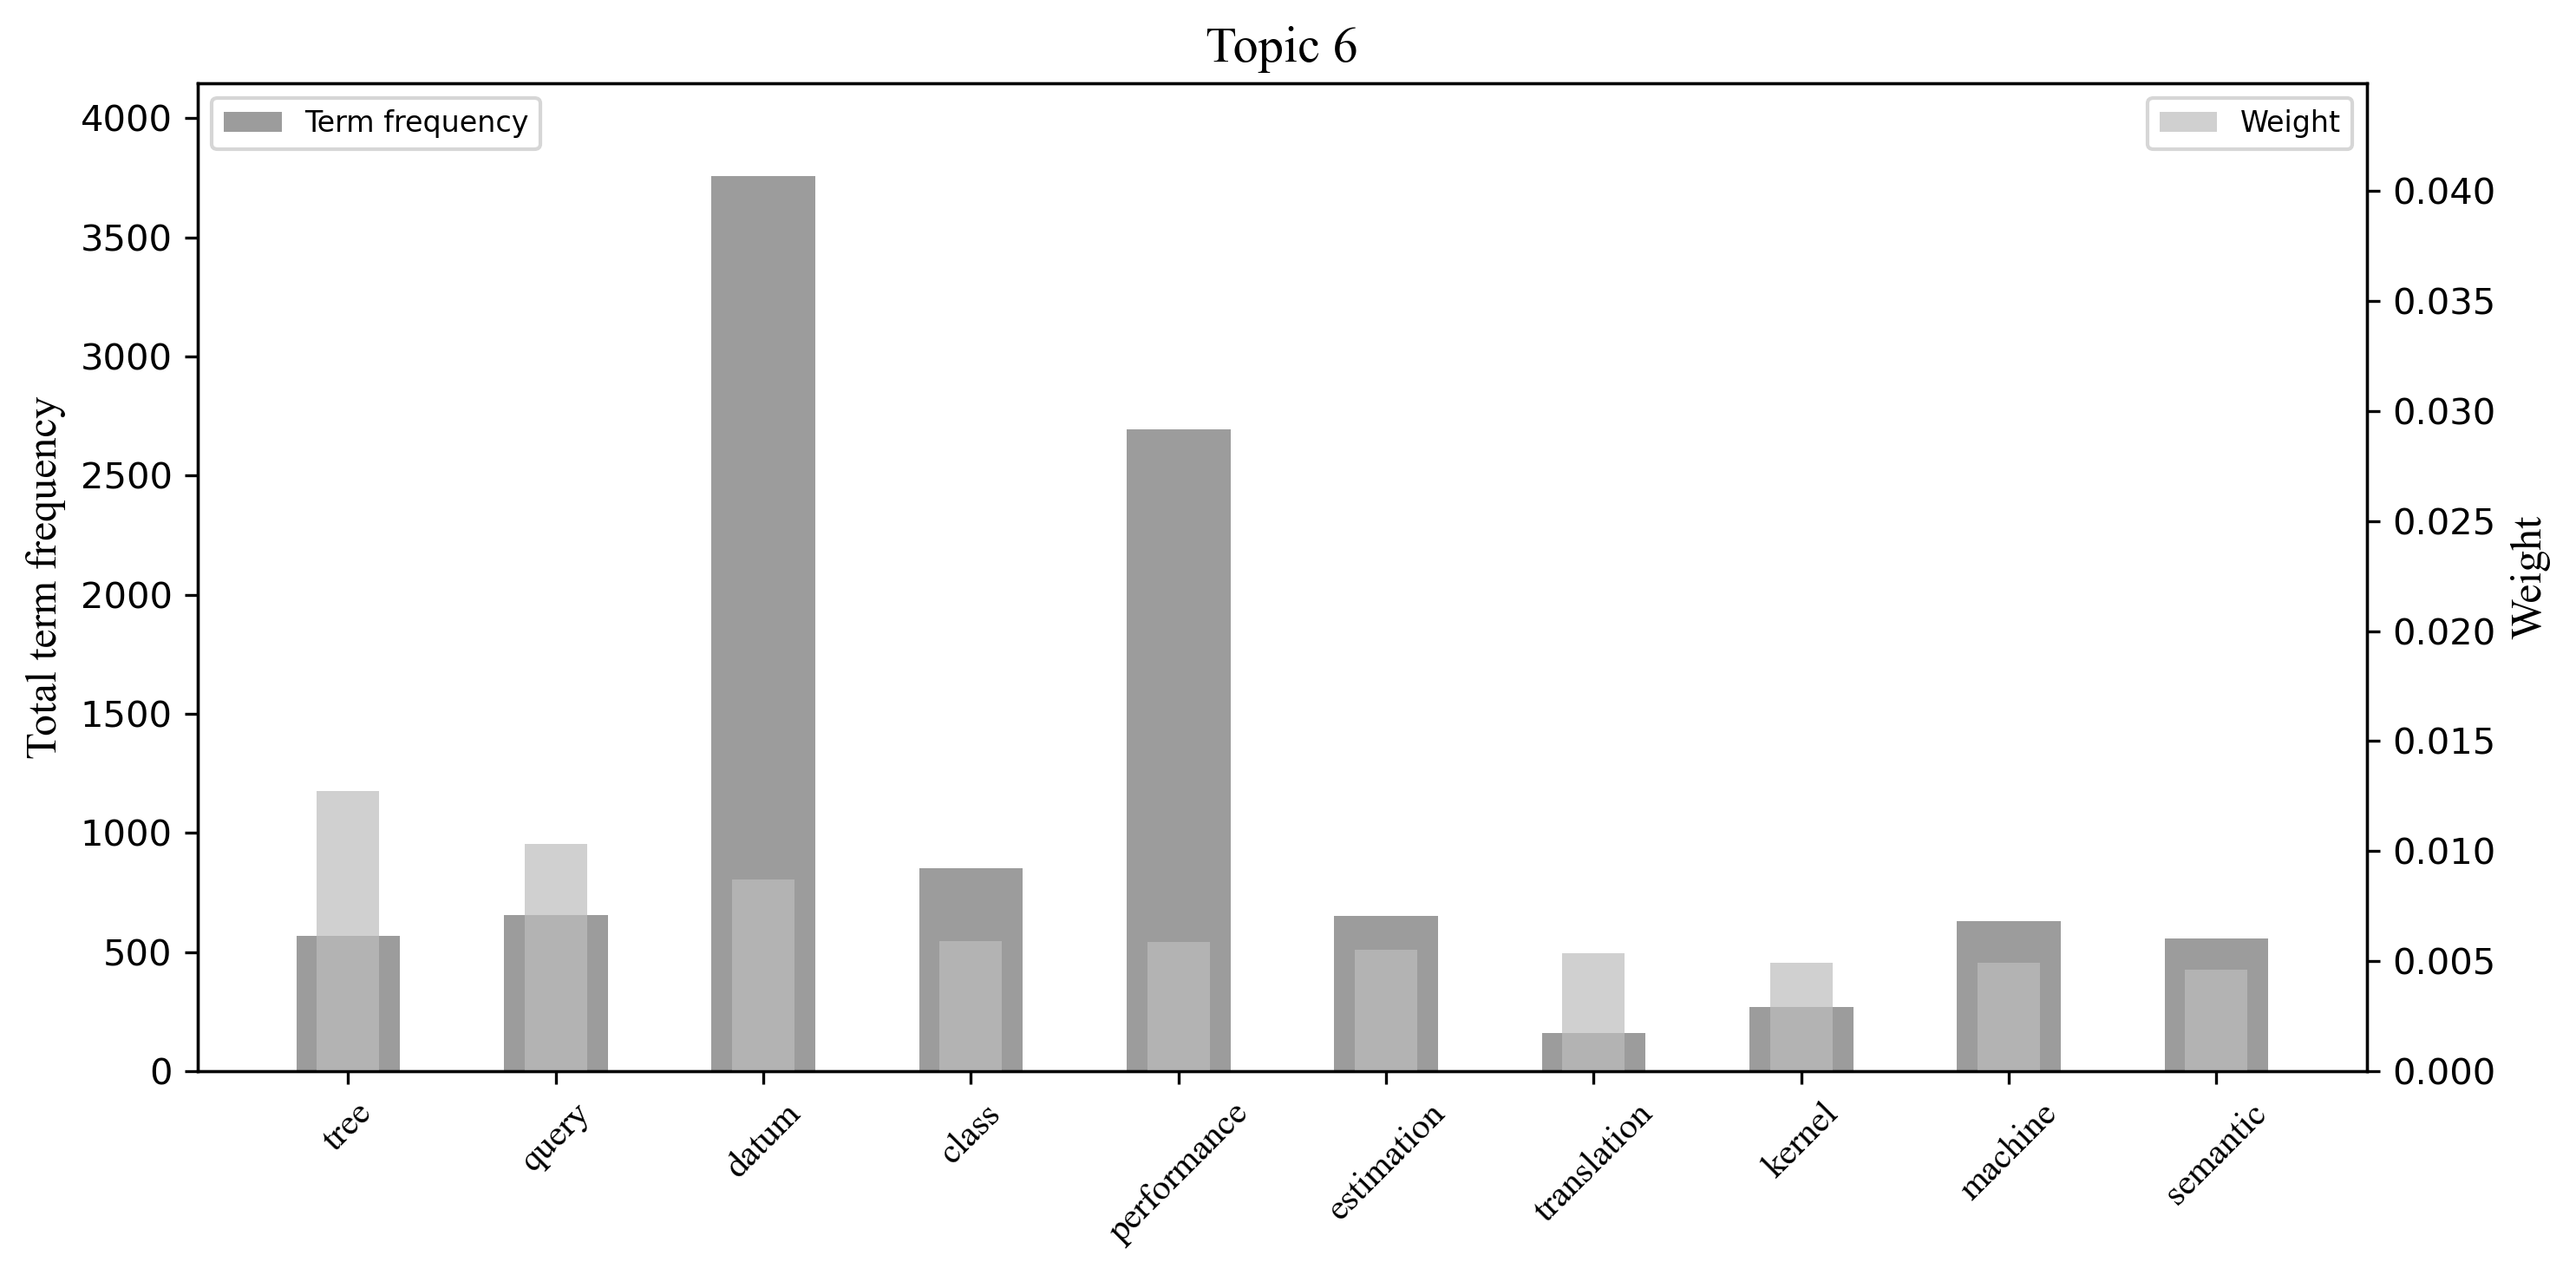 Topic 6
Term frequency
Weight
4000
3500
3000
2500
2000
1500
1000
500
0
Total term frequency
0.040
0.035
0.030
0.025
0.020
0.015
0.010
0.005
0.000
Weight
tree
query
datum
class
performance
estimation
translation
kernel
machine
semantic